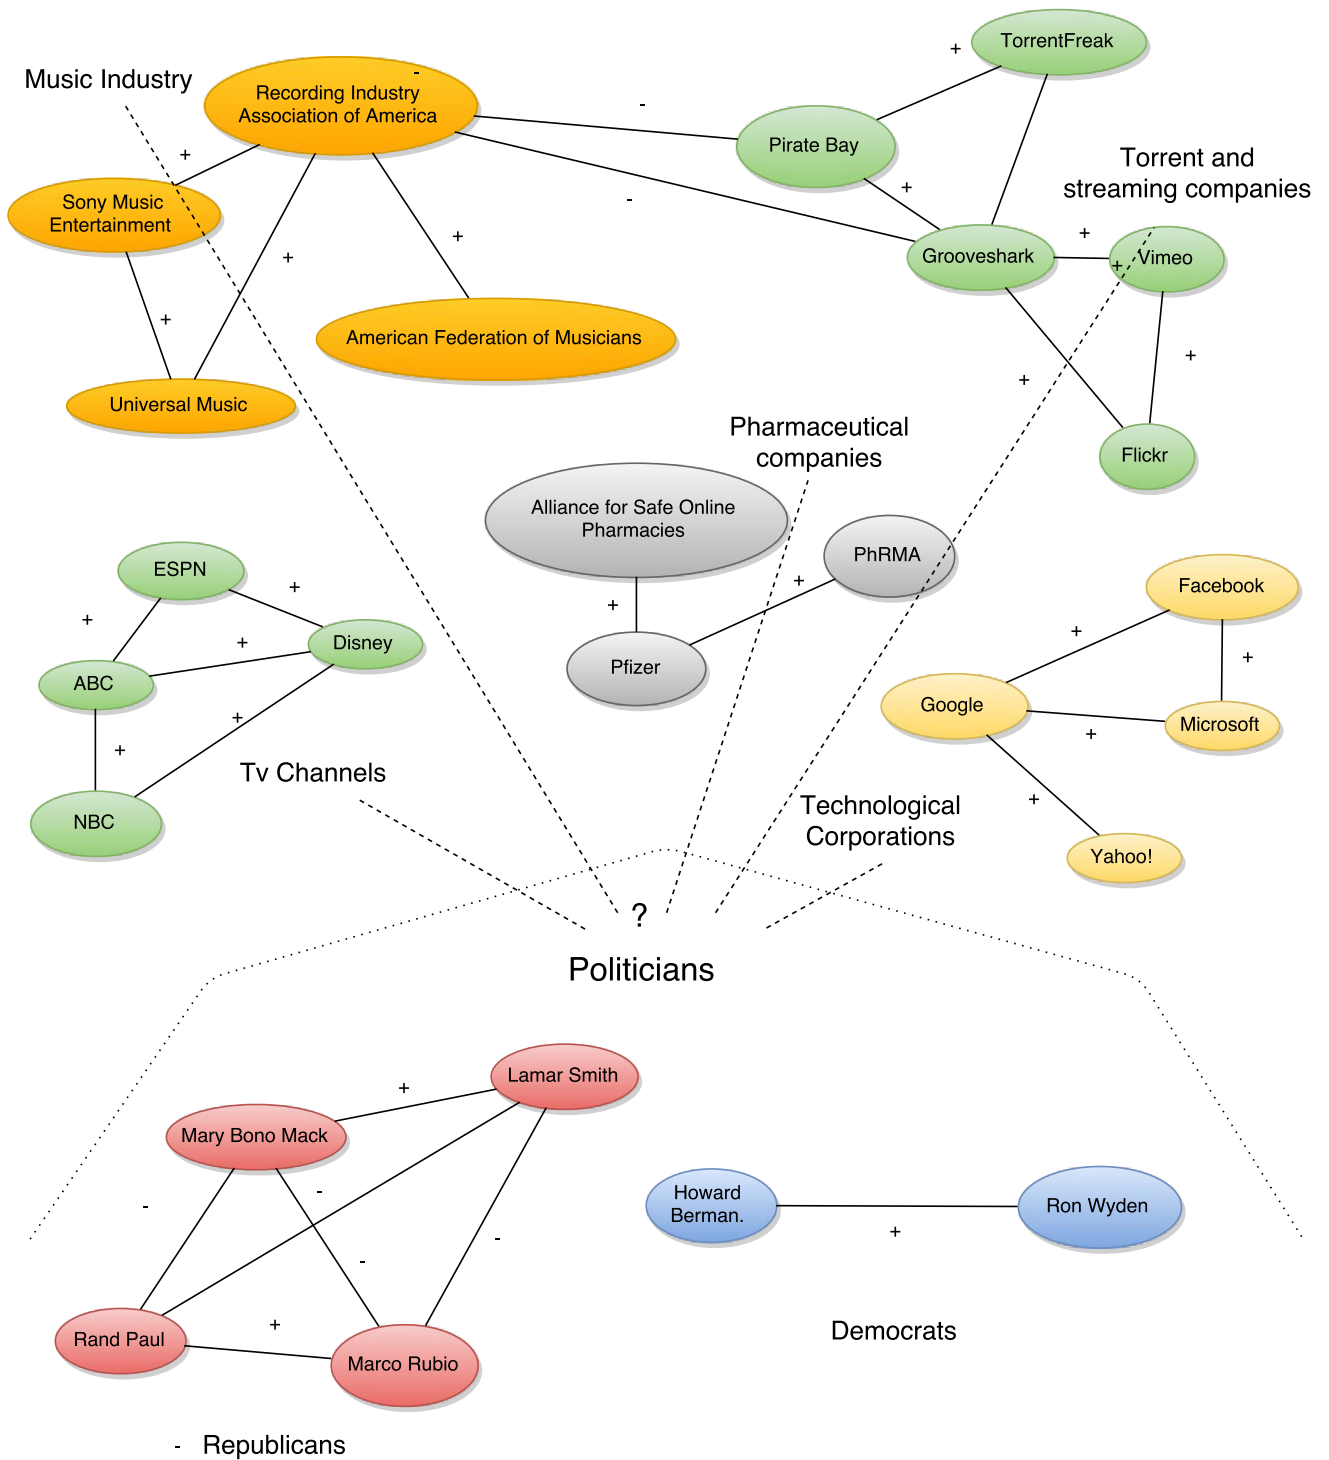 TorrentFreak
+
Music Industry
-
Recording Industry
Association of America
-
Pirate Bay
+
Torrent and
streaming companies
+
+
-
Sony Music
Entertainment
+
+
+
Grooveshark
+
Vimeo
+
American Federation of Musicians
+
+
Universal Music
Pharmaceutical
companies
Flickr
Alliance for Safe Online
Pharmacies
PhRMA
ESPN
+
+
+
+
Facebook
+
+
Disney
+
Pfizer
ABC
Google
Microsoft
+
+
+
Tv Channels
+
Technological
Corporations
NBC
Yahoo!
?
Politicians
Lamar Smith
+
Mary Bono Mack
-
-
Howard
Berman.
Ron Wyden
+
-
-
+
Rand Paul
Marco Rubio
Democrats
- Republicans